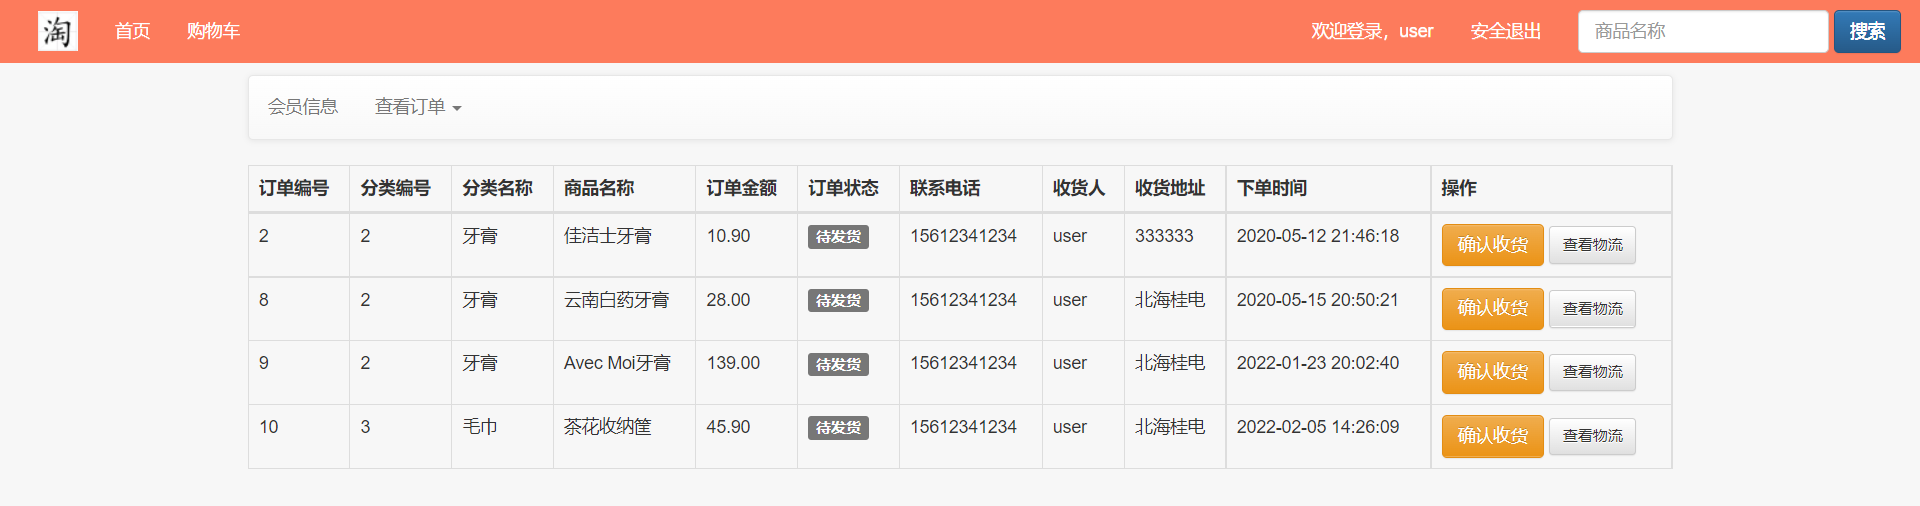 淘 首页 购物车 欢迎登录，user 安全退出 商品名称 搜索
会员信息 查看订单
订单编号 分类编号 分类名称 商品名称 订单金额 订单状态 联系电话 收货人 收货地址 下单时间 操作
2 2 牙膏 佳洁士牙膏 10.90 待发货 15612341234 user 333333 2020-05-12 21:46:18 确认收货 查看物流
8 2 牙膏 云南白药牙膏 28.00 待发货 15612341234 user 北海桂电 2020-05-15 20:50:21 确认收货 查看物流
9 2 牙膏 Avec Moi牙膏 139.00 待发货 15612341234 user 北海桂电 2022-01-23 20:02:40 确认收货 查看物流
10 3 毛巾 茶花收纳筐 45.90 待发货 15612341234 user 北海桂电 2022-02-05 14:26:09 确认收货 查看物流